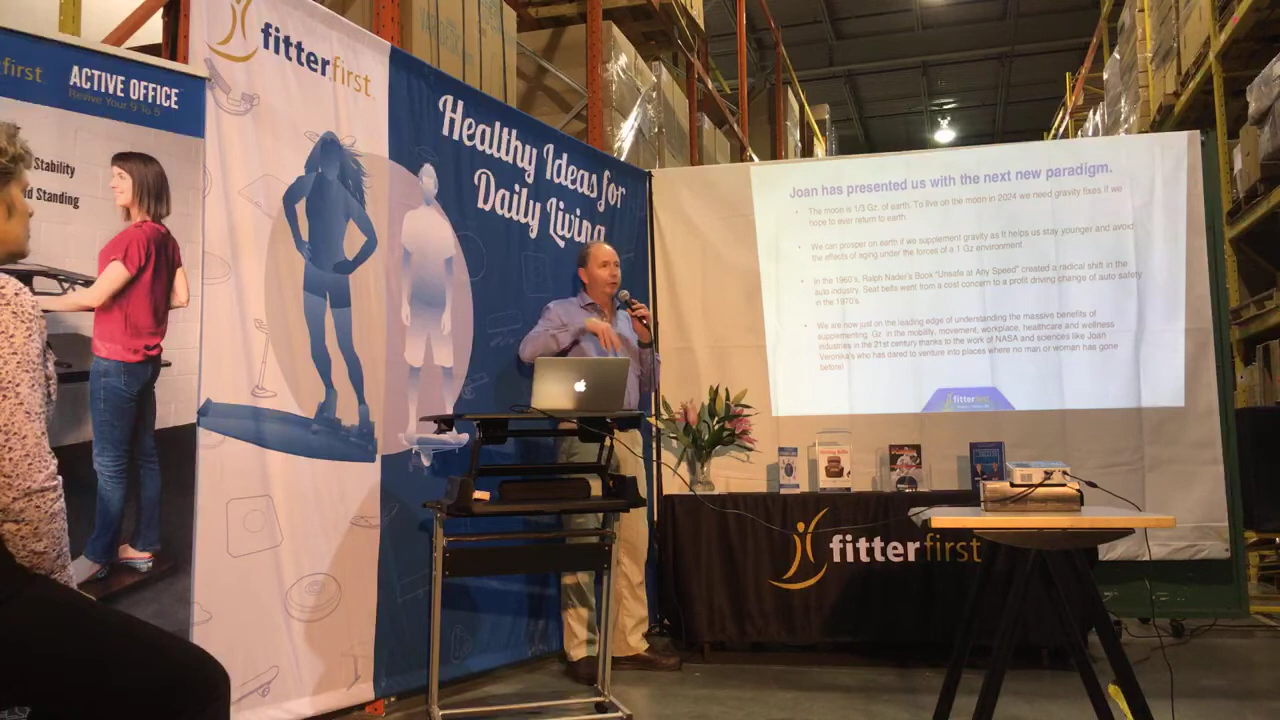 first
ACTIVE OFFICE
Revive Your 9 To 5
Stability
Standing
fitterfirst
Healthy Ideas for
Daily Living
Joan has presented us with the next new paradigm.
• The moon is 1/3 Gz. of earth. To live on the moon in 2024 we need gravity fixes if we
hope to ever return to earth.
• We can prosper on earth if we supplement gravity as It helps us stay younger and avoid
the effects of aging under the forces of a 1 Gz environment
• In the 1960's, Ralph Nader's Book "Unsafe at Any Speed" created a radical shift in the
auto industry. Seat belts went from a cost concern to a profit driving change of auto safety
in the 1970's
• We are now just on the leading edge of understanding the massive benefits of
supplementing Gz in the mobility, movement, workplace, healthcare and wellness
industries in the 21st century thanks to the work of NASA and sciences like Joan
Vernikis's who has dared to venture into places where no man or woman has gone
before!
fitterfirst
Sitting Kills
fitterfirst